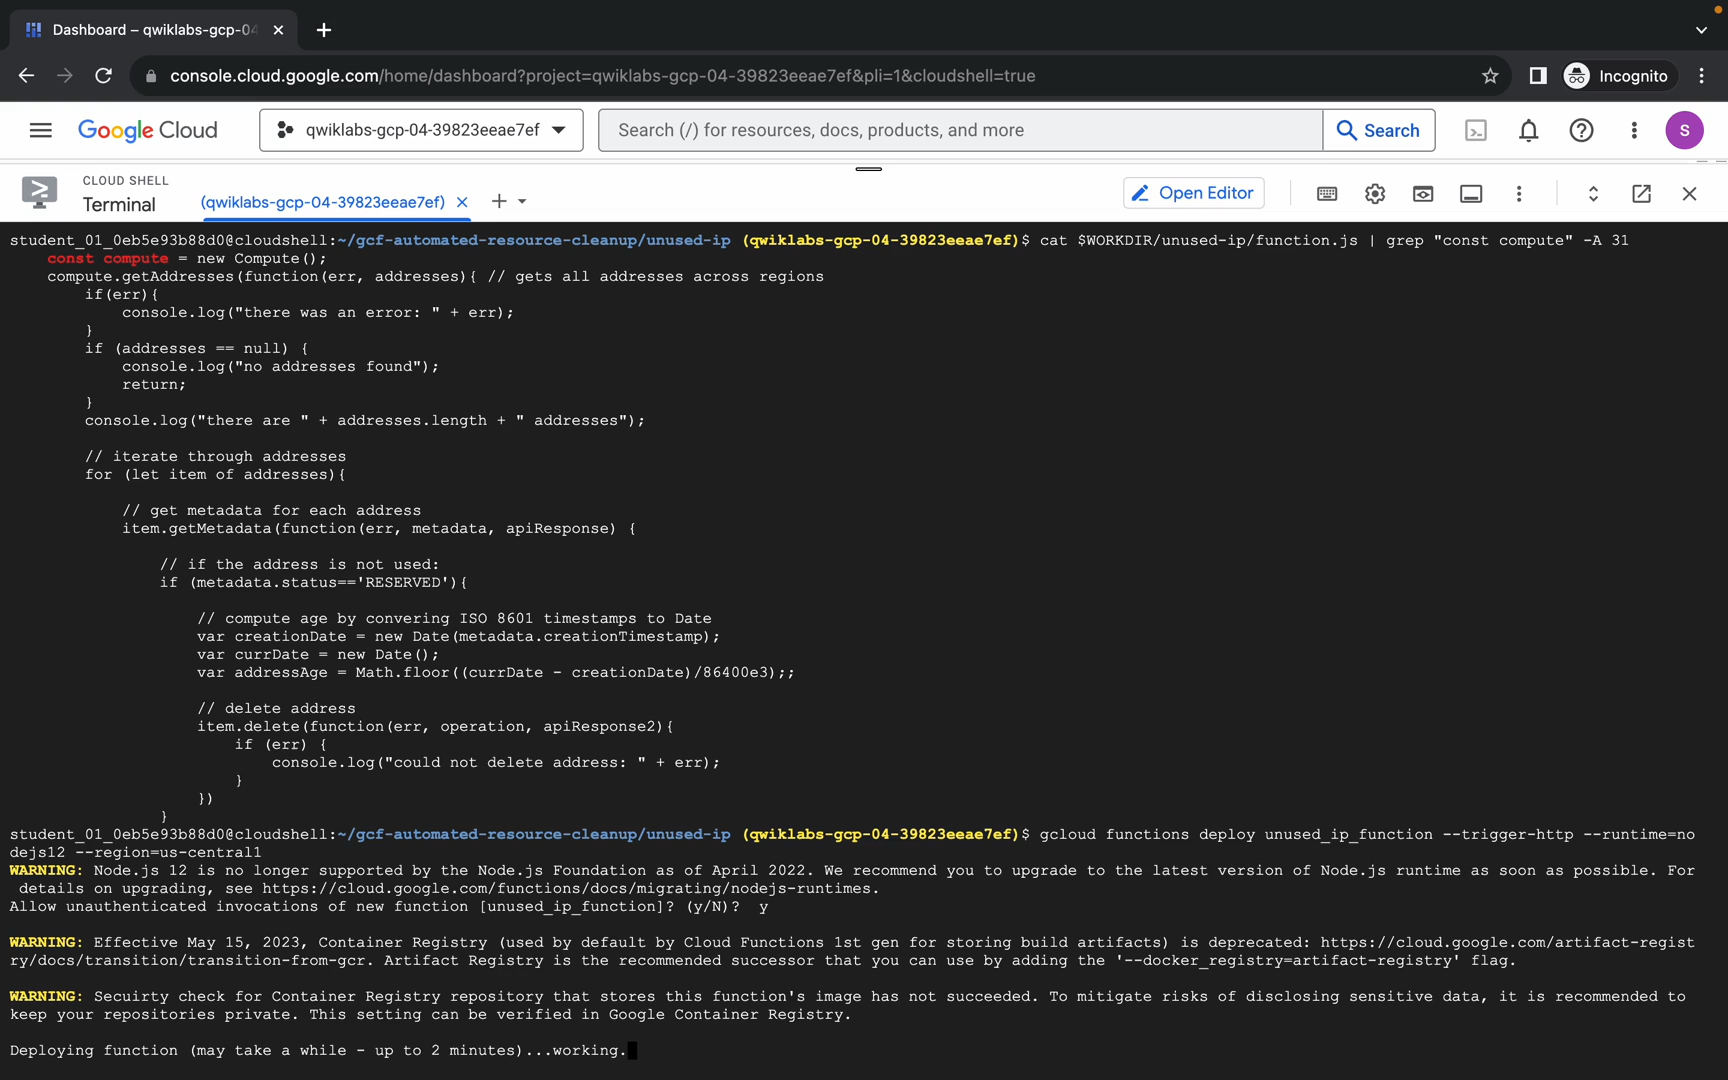 Dashboard – qwiklabs-gcp-04
console.cloud.google.com/home/dashboard?project=qwiklabs-gcp-04-39823eeae7ef&pli=1&cloudshell=true
Incognito
Google Cloud
qwiklabs-gcp-04-39823eeae7ef
Search (/) for resources, docs, products, and more
Search
S
CLOUD SHELL
Terminal
(qwiklabs-gcp-04-39823eeae7ef)
Open Editor
student_01_0eb5e93b88d0@cloudshell:~/gcf-automated-resource-cleanup/unused-ip (qwiklabs-gcp-04-39823eeae7ef)$ cat $WORKDIR/unused-ip/function.js | grep "const compute" -A 31
const compute = new Compute();
compute.getAddresses(function(err, addresses){ // gets all addresses across regions
if(err){
console.log("there was an error: " + err);
}
if (addresses == null) {
console.log("no addresses found");
return;
}
console.log("there are " + addresses.length + " addresses");
// iterate through addresses
for (let item of addresses){
// get metadata for each address
item.getMetadata(function(err, metadata, apiResponse) {
// if the address is not used:
if (metadata.status=='RESERVED'){
// compute age by convering ISO 8601 timestamps to Date
var creationDate = new Date(metadata.creationTimestamp);
var currDate = new Date();
var addressAge = Math.floor((currDate - creationDate)/86400e3);;
// delete address
item.delete(function(err, operation, apiResponse2){
if (err) {
console.log("could not delete address: " + err);
}
})
}
student_01_0eb5e93b88d0@cloudshell:~/gcf-automated-resource-cleanup/unused-ip (qwiklabs-gcp-04-39823eeae7ef)$ gcloud functions deploy unused_ip_function --trigger-http --runtime=no
dejs12 --region=us-central1
WARNING: Node.js 12 is no longer supported by the Node.js Foundation as of April 2022. We recommend you to upgrade to the latest version of Node.js runtime as soon as possible. For
details on upgrading, see https://cloud.google.com/functions/docs/migrating/nodejs-runtimes.
Allow unauthenticated invocations of new function [unused_ip_function]? (y/N)? y
WARNING: Effective May 15, 2023, Container Registry (used by default by Cloud Functions 1st gen for storing build artifacts) is deprecated: https://cloud.google.com/artifact-regist
ry/docs/transition/transition-from-gcr. Artifact Registry is the recommended successor that you can use by adding the '--docker_registry=artifact-registry' flag.
WARNING: Secuirty check for Container Registry repository that stores this function's image has not succeeded. To mitigate risks of disclosing sensitive data, it is recommended to
keep your repositories private. This setting can be verified in Google Container Registry.
Deploying function (may take a while - up to 2 minutes)...working.